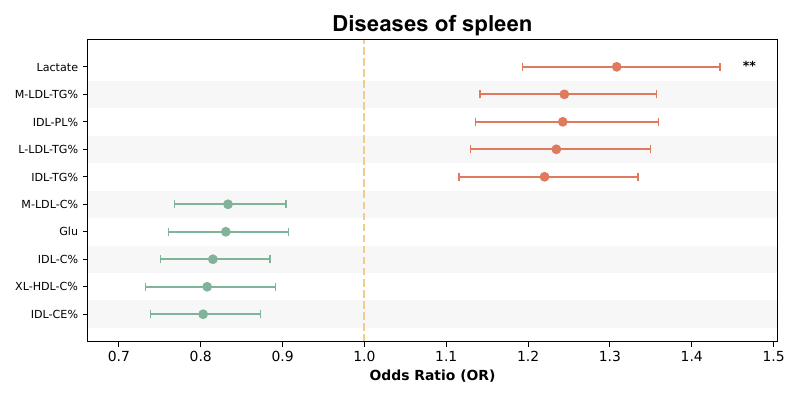 Diseases of spleen
Lactate
**
M-LDL-TG%
IDL-PL%
L-LDL-TG%
IDL-TG%
M-LDL-C%
Glu
IDL-C%
XL-HDL-C%
IDL-CE%
0.7 0.8 0.9 1.0 1.1 1.2 1.3 1.4 1.5
Odds Ratio (OR)